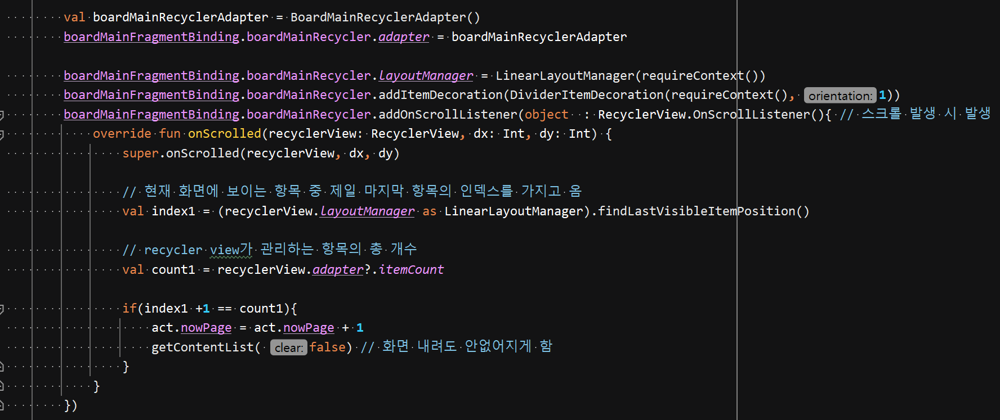 val boardMainRecyclerAdapter = BoardMainRecyclerAdapter()
boardMainFragmentBinding.boardMainRecycler.adapter = boardMainRecyclerAdapter
boardMainFragmentBinding.boardMainRecycler.layoutManager = LinearLayoutManager(requireContext())
boardMainFragmentBinding.boardMainRecycler.addItemDecoration(DividerItemDecoration(requireContext(), orientation: 1))
boardMainFragmentBinding.boardMainRecycler.addOnScrollListener(object : RecyclerView.OnScrollListener(){ // 스크롤 발생 시 발생
override fun onScrolled(recyclerView: RecyclerView, dx: Int, dy: Int) {
super.onScrolled(recyclerView, dx, dy)
// 현재 화면에 보이는 항목 중 제일 마지막 항목의 인덱스를 가지고 옴
val index1 = (recyclerView.layoutManager as LinearLayoutManager).findLastVisibleItemPosition()
// recycler view가 관리하는 항목의 총 개수
val count1 = recyclerView.adapter?.itemCount
if(index1 +1 == count1){
act.nowPage = act.nowPage + 1
getContentList( clear: false) // 화면 내려도 안없어지게 함
}
}
})